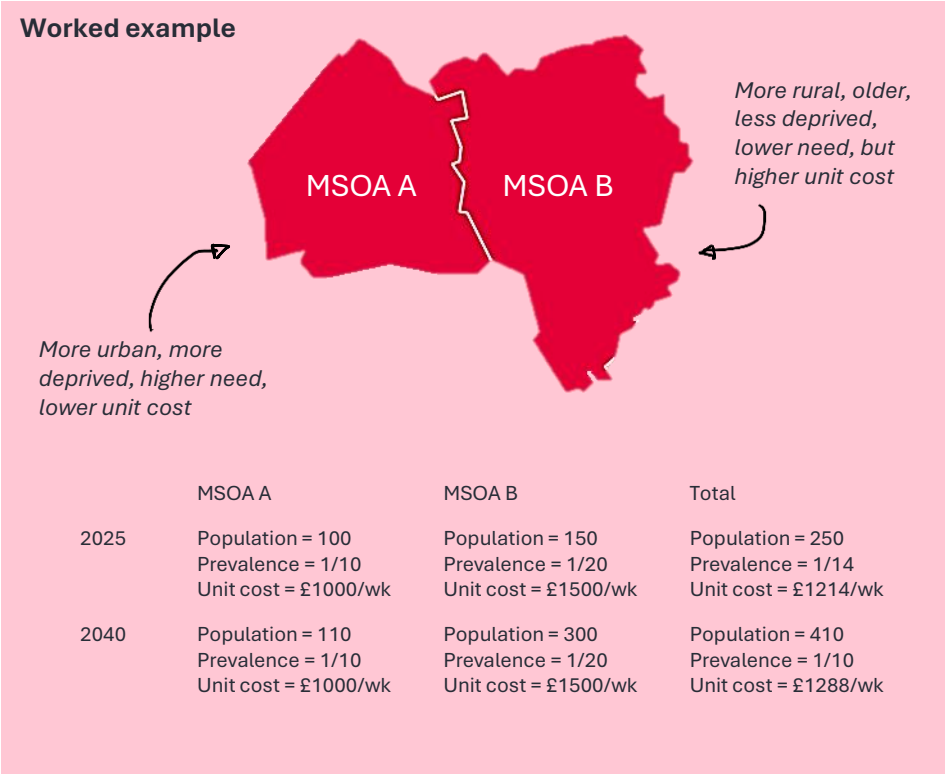 Worked example
More rural, older,
less deprived,
lower need, but
higher unit cost
MSOA A
MSOA B
More urban, more
deprived, higher need,
lower unit cost
MSOA A MSOA B Total
2025 Population = 100 Population = 150 Population = 250
Prevalence = 1/10 Prevalence = 1/20 Prevalence = 1/14
Unit cost = £1000/wk Unit cost = £1500/wk Unit cost = £1214/wk
2040 Population = 110 Population = 300 Population = 410
Prevalence = 1/10 Prevalence = 1/20 Prevalence = 1/10
Unit cost = £1000/wk Unit cost = £1500/wk Unit cost = £1288/wk